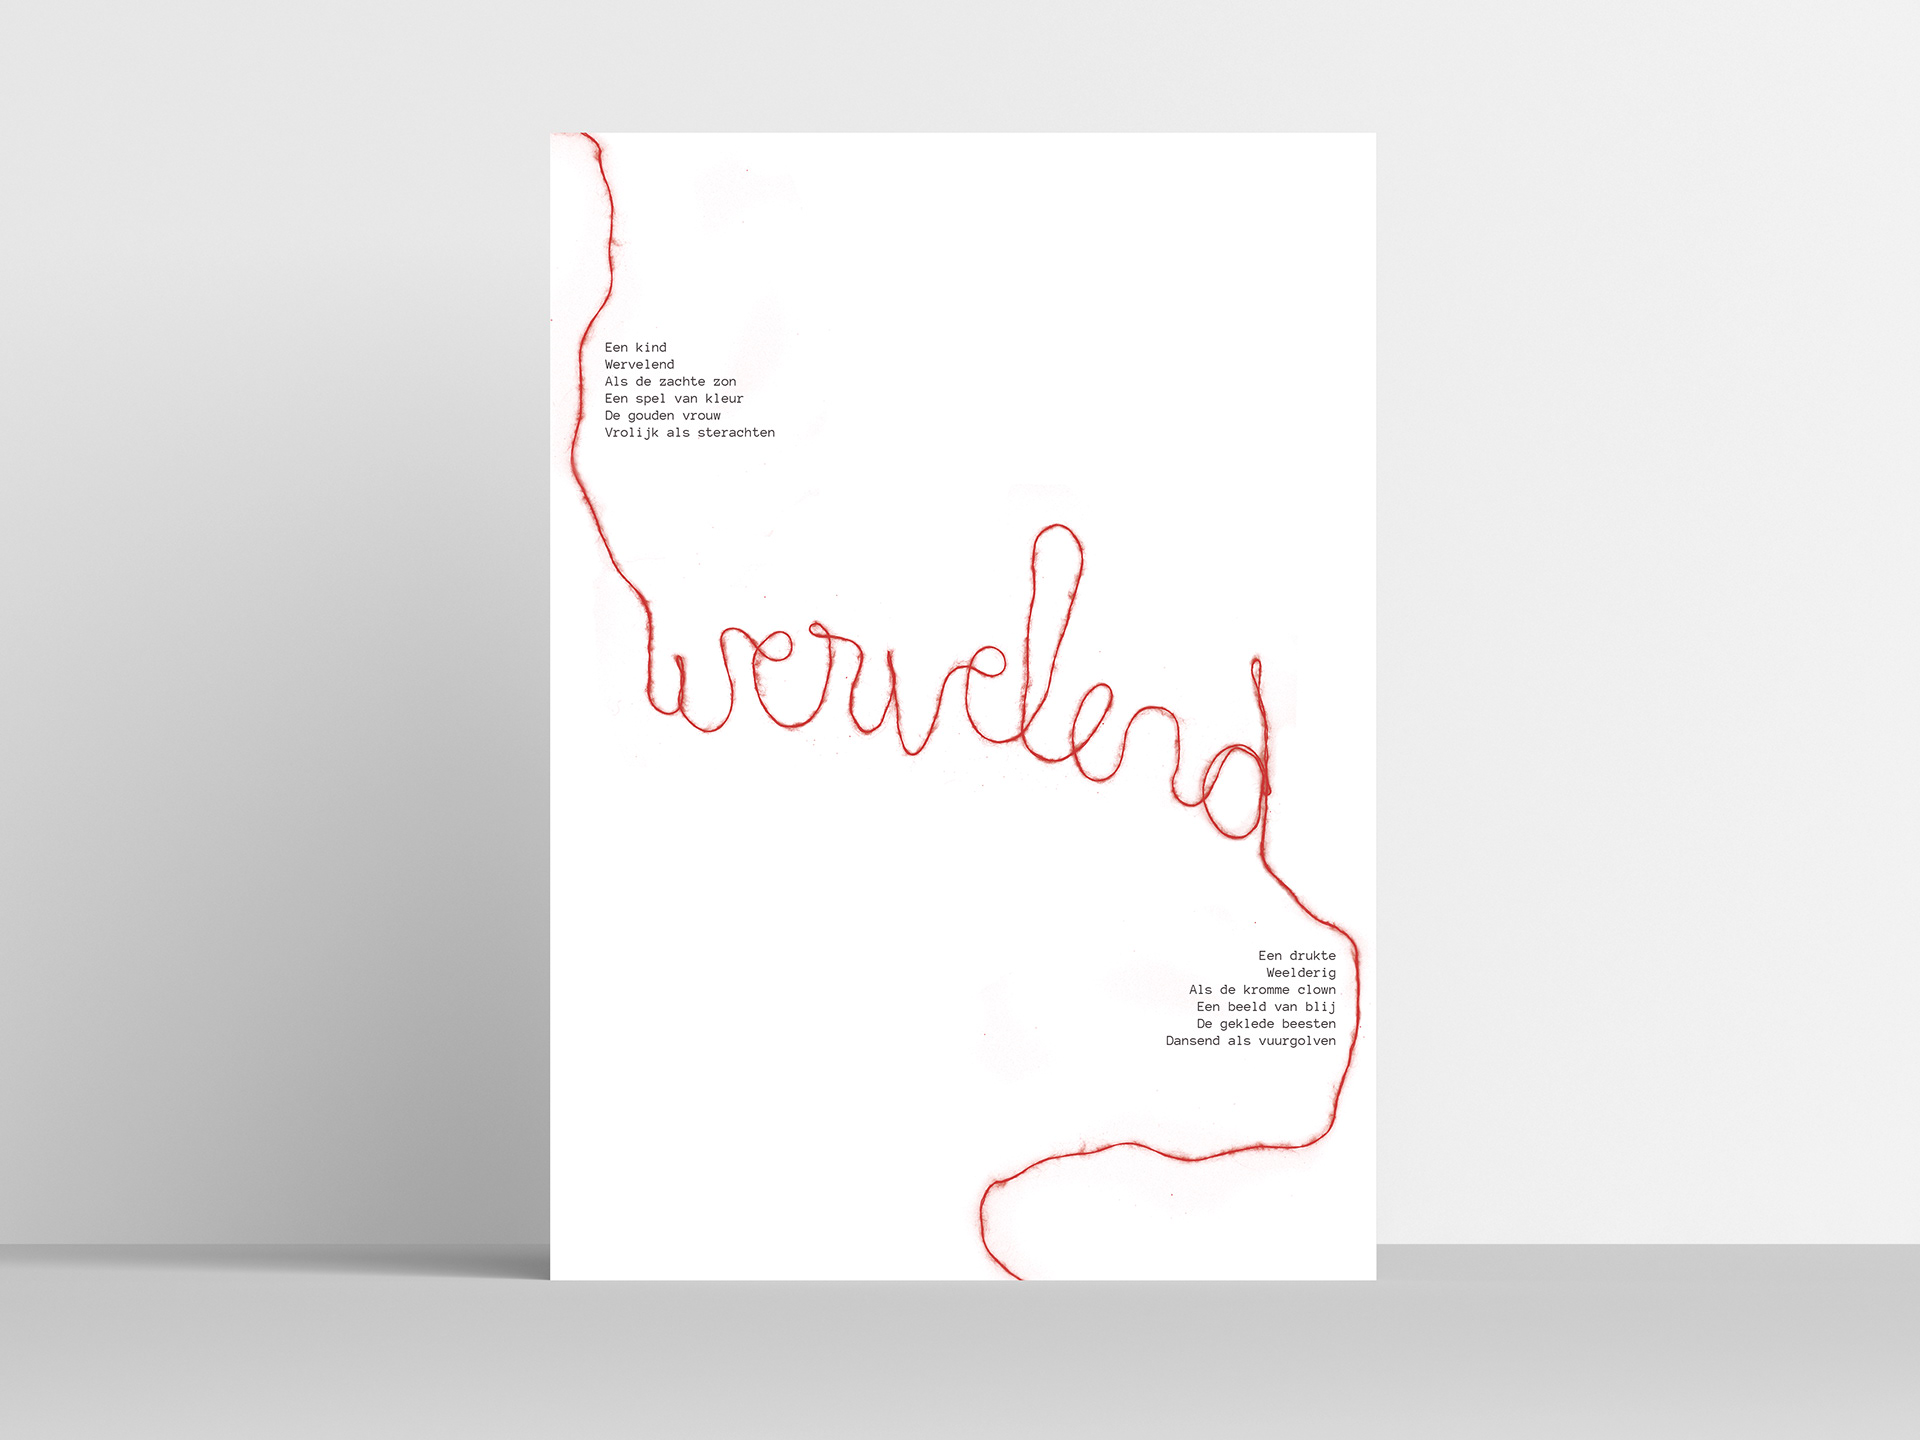 Een kind
Wervelend
Als de zachte zon
Een spel van kleur
De gouden vrouw
Vrolijk als sterachten
wervelend
Een drukte
Weelderig
Als de kromme clown
Een beeld van blij
De geklede beesten
Dansend als vuurgolven